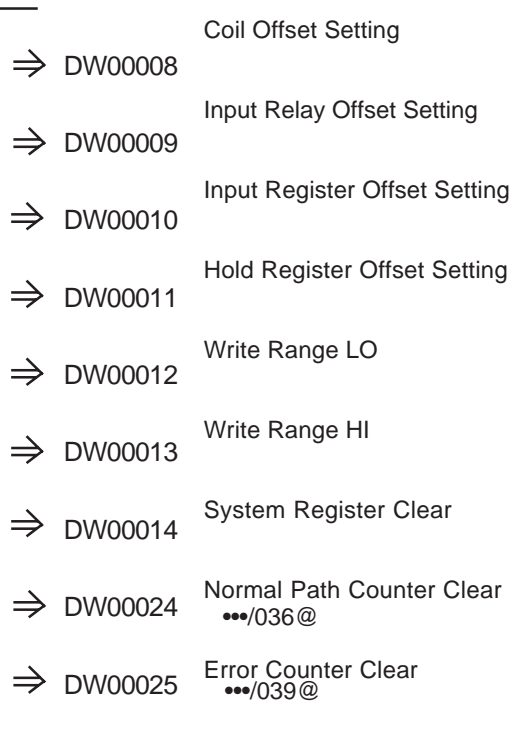 Coil Offset Setting
⇒ DW00008
Input Relay Offset Setting
⇒ DW00009
Input Register Offset Setting
⇒ DW00010
Hold Register Offset Setting
⇒ DW00011
Write Range LO
⇒ DW00012
Write Range HI
⇒ DW00013
System Register Clear
⇒ DW00014
Normal Path Counter Clear
⇒ DW00024
•••/036@
Error Counter Clear
⇒ DW00025
•••/039@